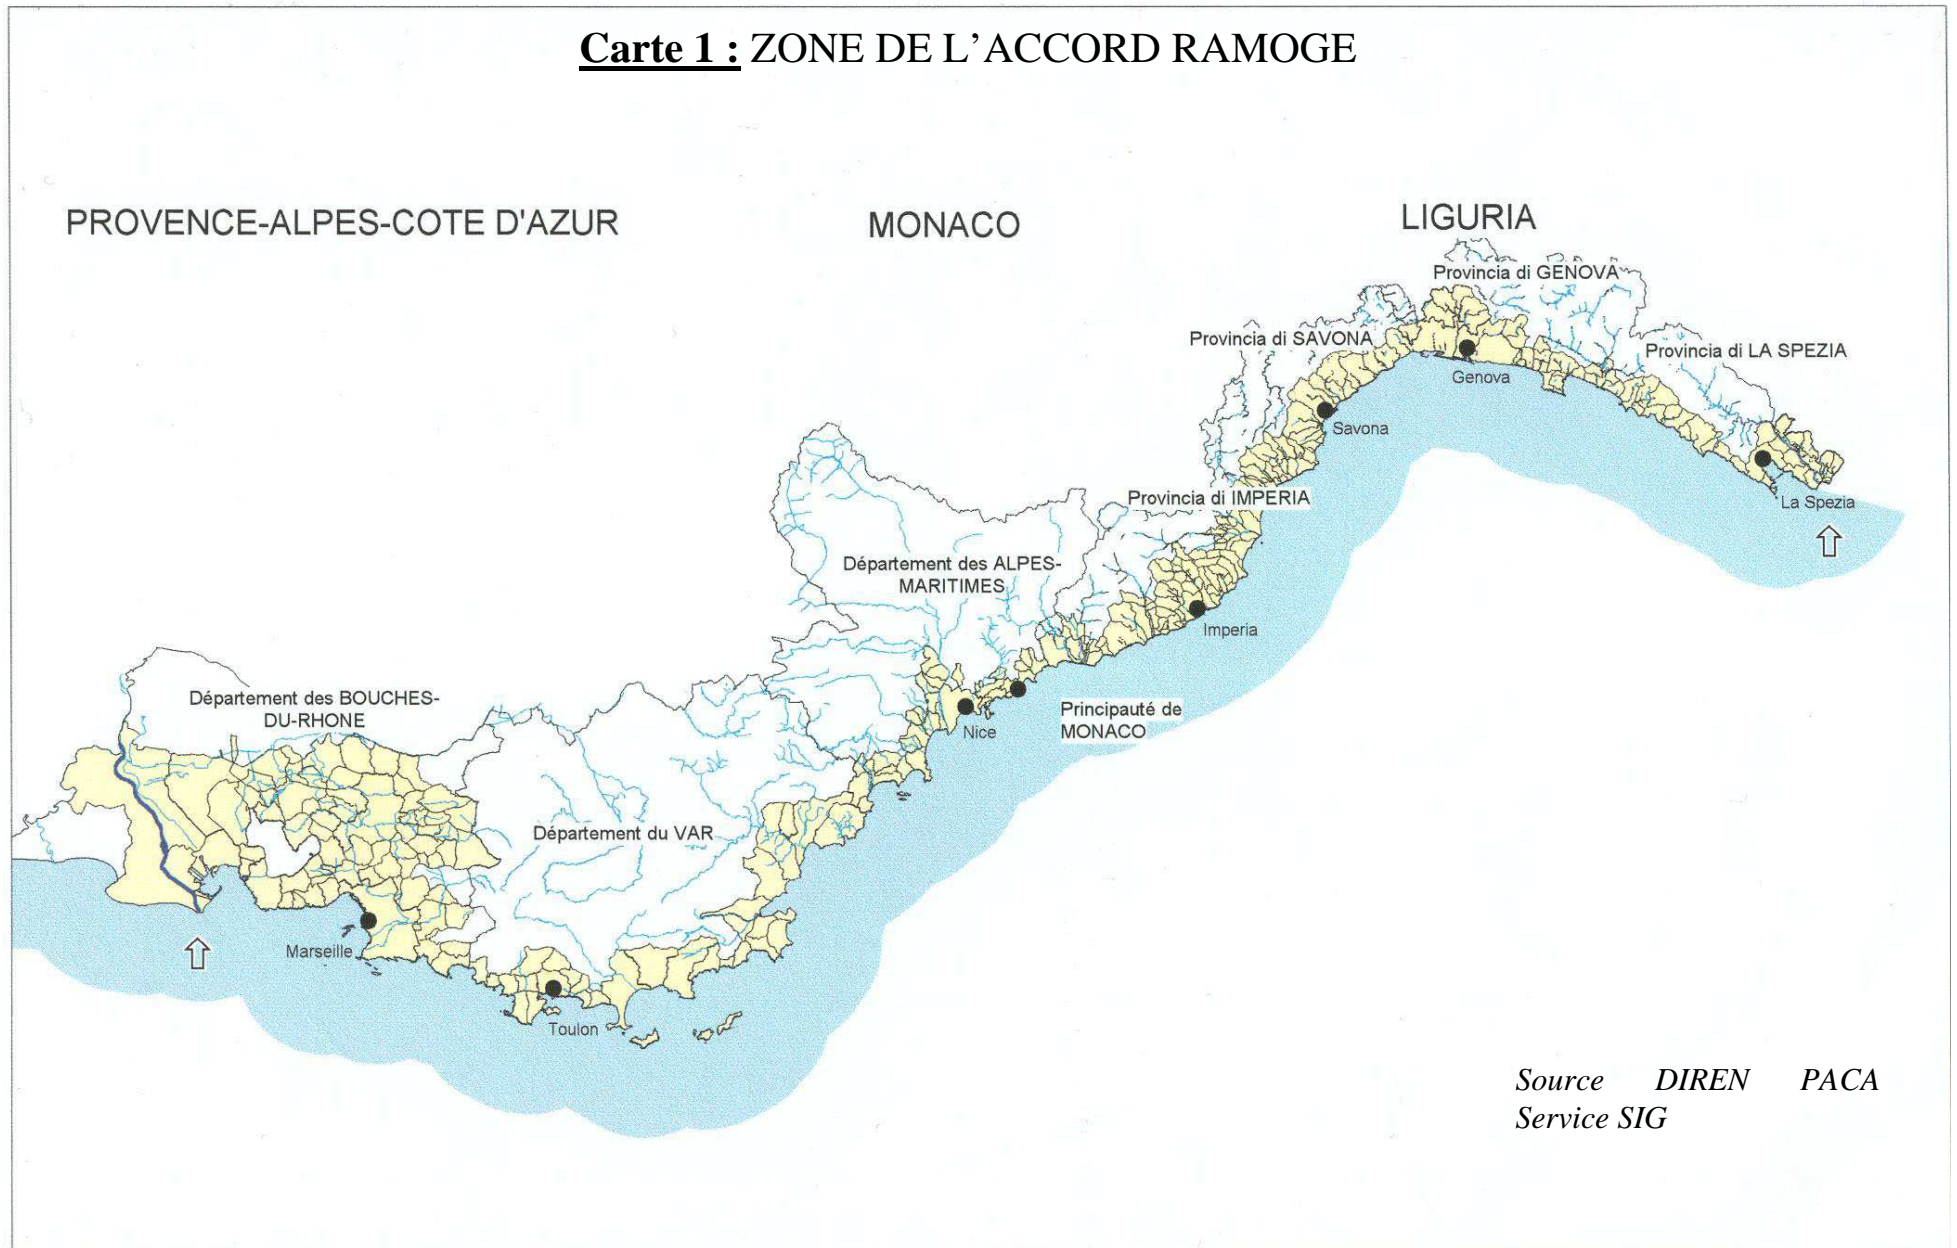 Carte 1 : ZONE DE L'ACCORD RAMOGE
PROVENCE-ALPES-COTE D'AZUR
MONACO
LIGURIA
Provincia di GENOVA
Provincia di SAVONA
Provincia di LA SPEZIA
Genova
Savona
La Spezia
Provincia di IMPERIA
Département des ALPES-
MARITIMES
Imperia
Département des BOUCHES-
DU-RHONE
Principauté de
MONACO
Nice
Département du VAR
Marseille
Toulon
Source DIREN PACA
Service SIG